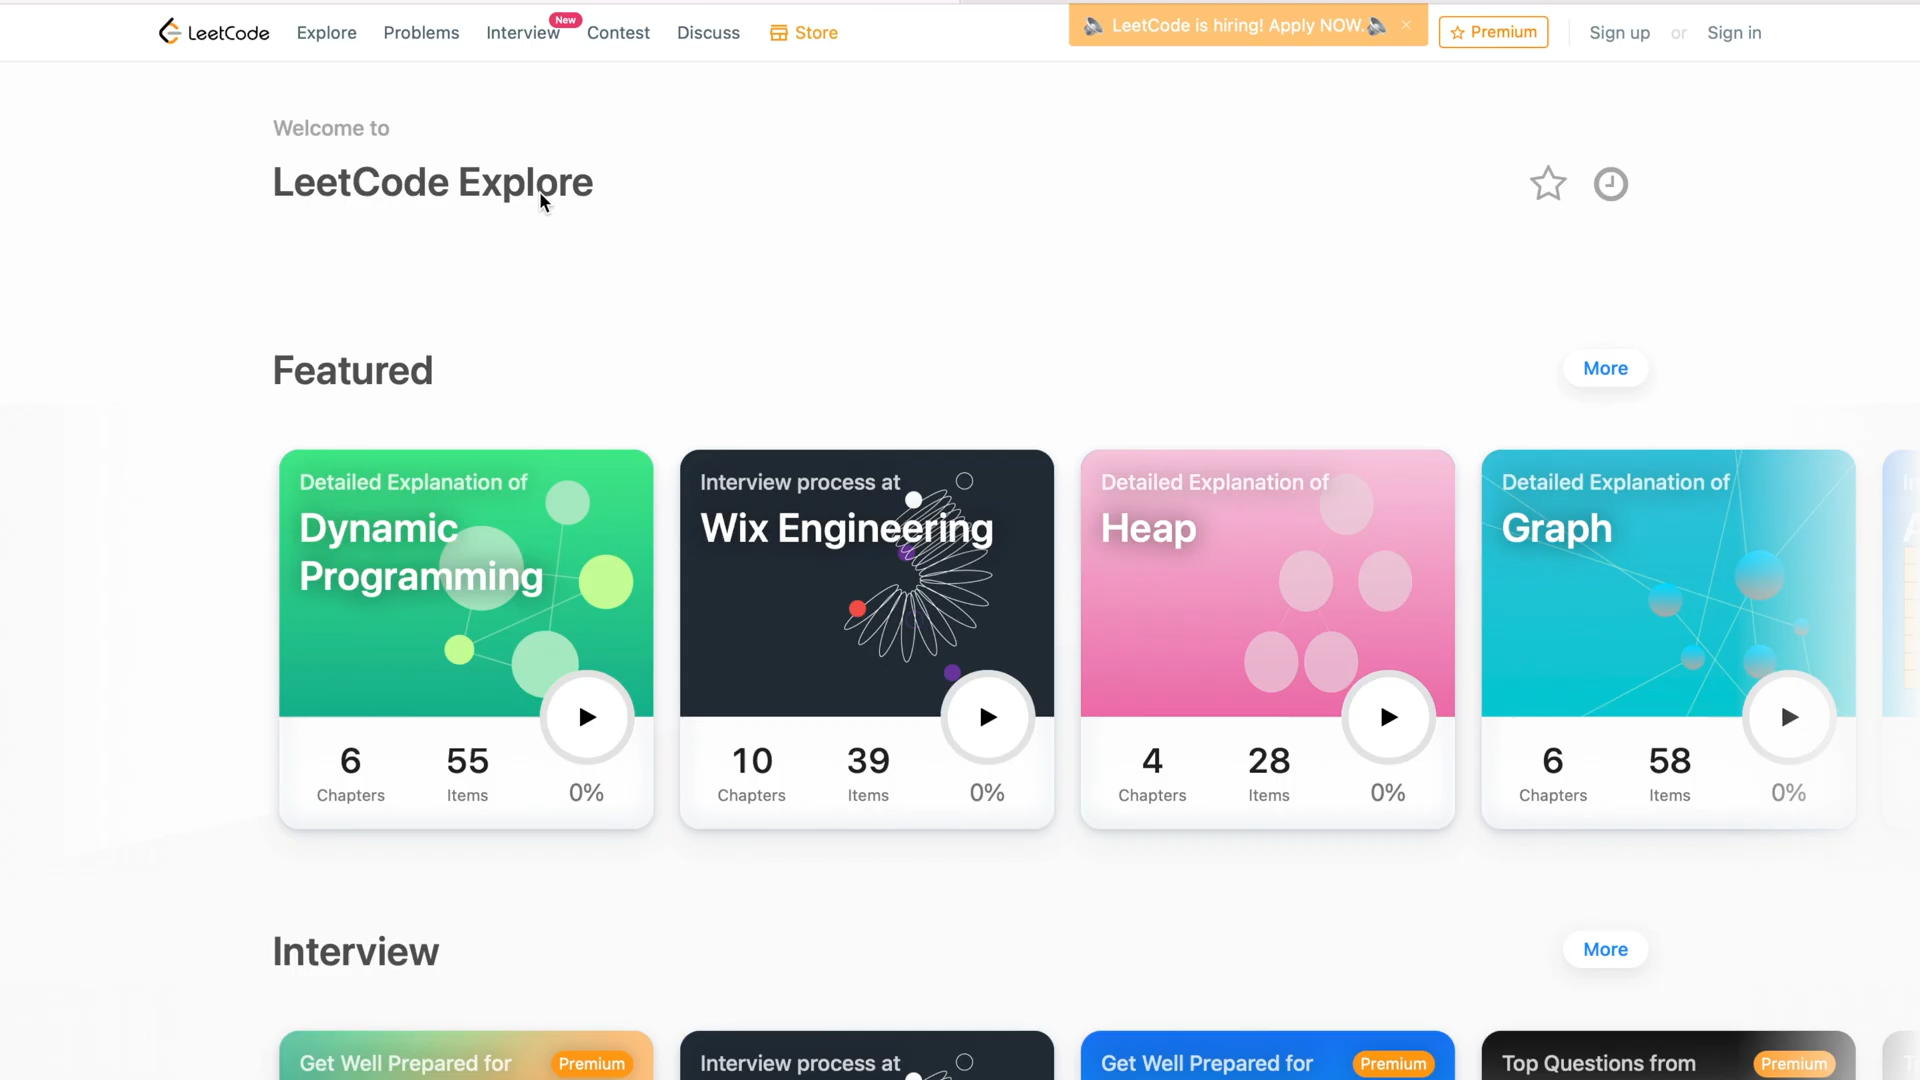 LeetCode Explore Problems Interview New Contest Discuss Store LeetCode is hiring! Apply NOW. Premium Sign up or Sign in
Welcome to
LeetCode Explore
Featured More
Detailed Explanation of
Dynamic
Programming
6 55
Chapters Items 0%
Interview process at
Wix Engineering
10 39
Chapters Items 0%
Detailed Explanation of
Heap
4 28
Chapters Items 0%
Detailed Explanation of
Graph
6 58
Chapters Items 0%
Interview More
Get Well Prepared for Premium
Interview process at
Get Well Prepared for Premium
Top Questions from Premium